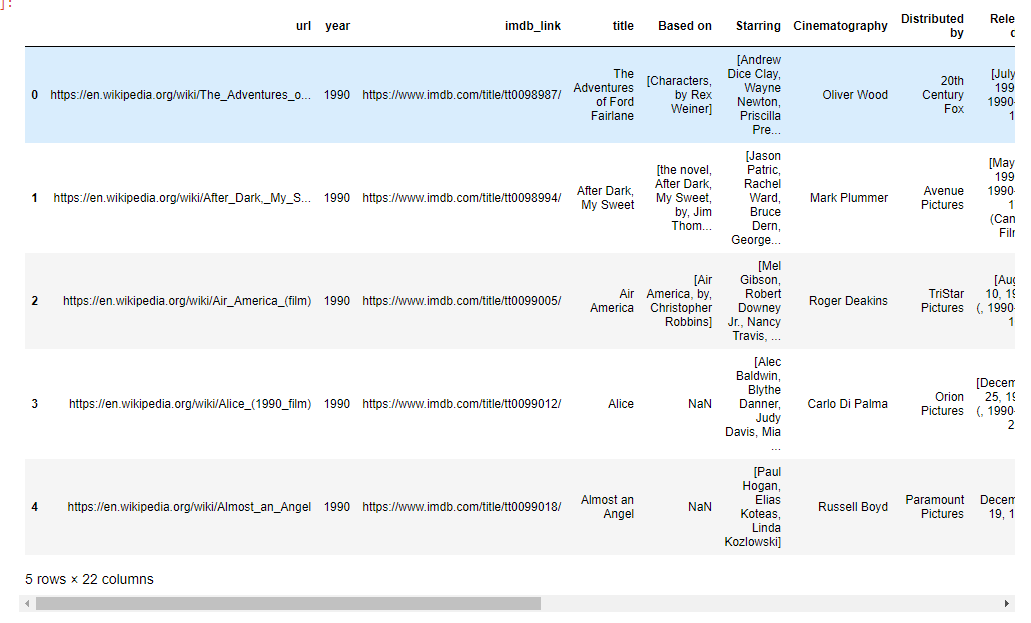 ]:
url year imdb_link title Based on Starring Cinematography Distributed by Rele
0 https://en.wikipedia.org/wiki/The_Adventures_o... 1990 https://www.imdb.com/title/tt0098987/ The Adventures of Ford Fairlane [Characters, by Rex Weiner] [Andrew Dice Clay, Wayne Newton, Priscilla Pre... Oliver Wood 20th Century Fox [July 199 1990- 1
1 https://en.wikipedia.org/wiki/After_Dark,_My_S... 1990 https://www.imdb.com/title/tt0098994/ After Dark, My Sweet [the novel, After Dark, My Sweet, by, Jim Thom... [Jason Patric, Rachel Ward, Bruce Dern, George... Mark Plummer Avenue Pictures [May 199 1990- 1 (Can Filr
2 https://en.wikipedia.org/wiki/Air_America_(film) 1990 https://www.imdb.com/title/tt0099005/ Air America [Air America, by, Christopher Robbins] [Mel Gibson, Robert Downey Jr., Nancy Travis, ... Roger Deakins TriStar Pictures [Aug 10, 19 (, 1990- 1
3 https://en.wikipedia.org/wiki/Alice_(1990_film) 1990 https://www.imdb.com/title/tt0099012/ Alice NaN [Alec Baldwin, Blythe Danner, Judy Davis, Mia ... Carlo Di Palma Orion Pictures [Decem 25, 19 (, 1990- 2
4 https://en.wikipedia.org/wiki/Almost_an_Angel 1990 https://www.imdb.com/title/tt0099018/ Almost an Angel NaN [Paul Hogan, Elias Koteas, Linda Kozlowski] Russell Boyd Paramount Pictures Decem 19, 1
5 rows × 22 columns